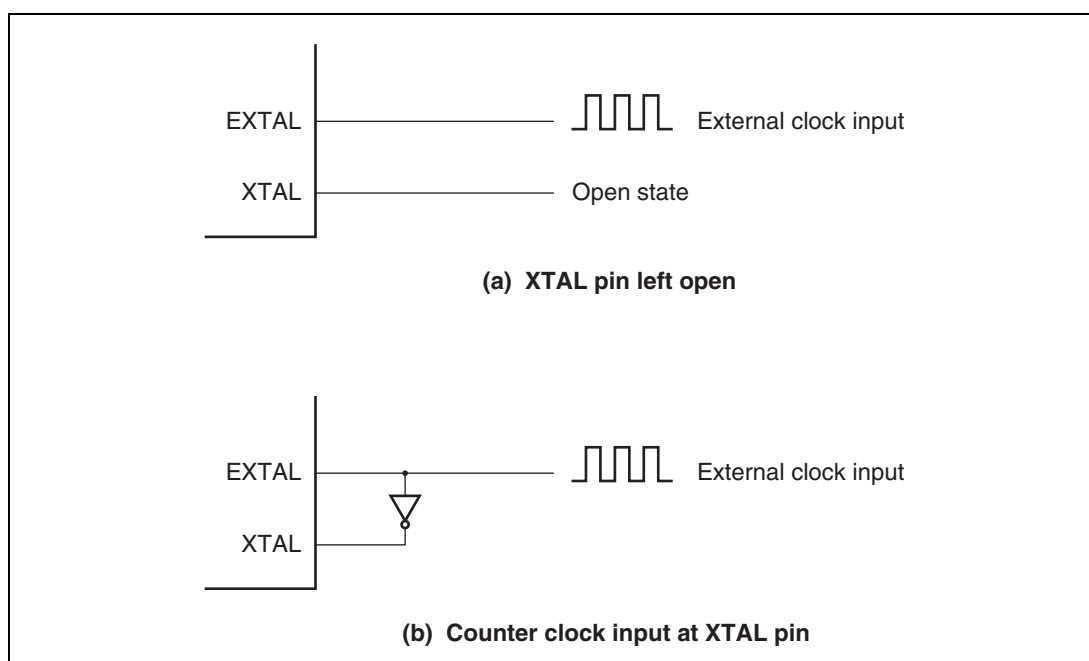 EXTAL External clock input
XTAL Open state
(a) XTAL pin left open
EXTAL External clock input
XTAL
(b) Counter clock input at XTAL pin